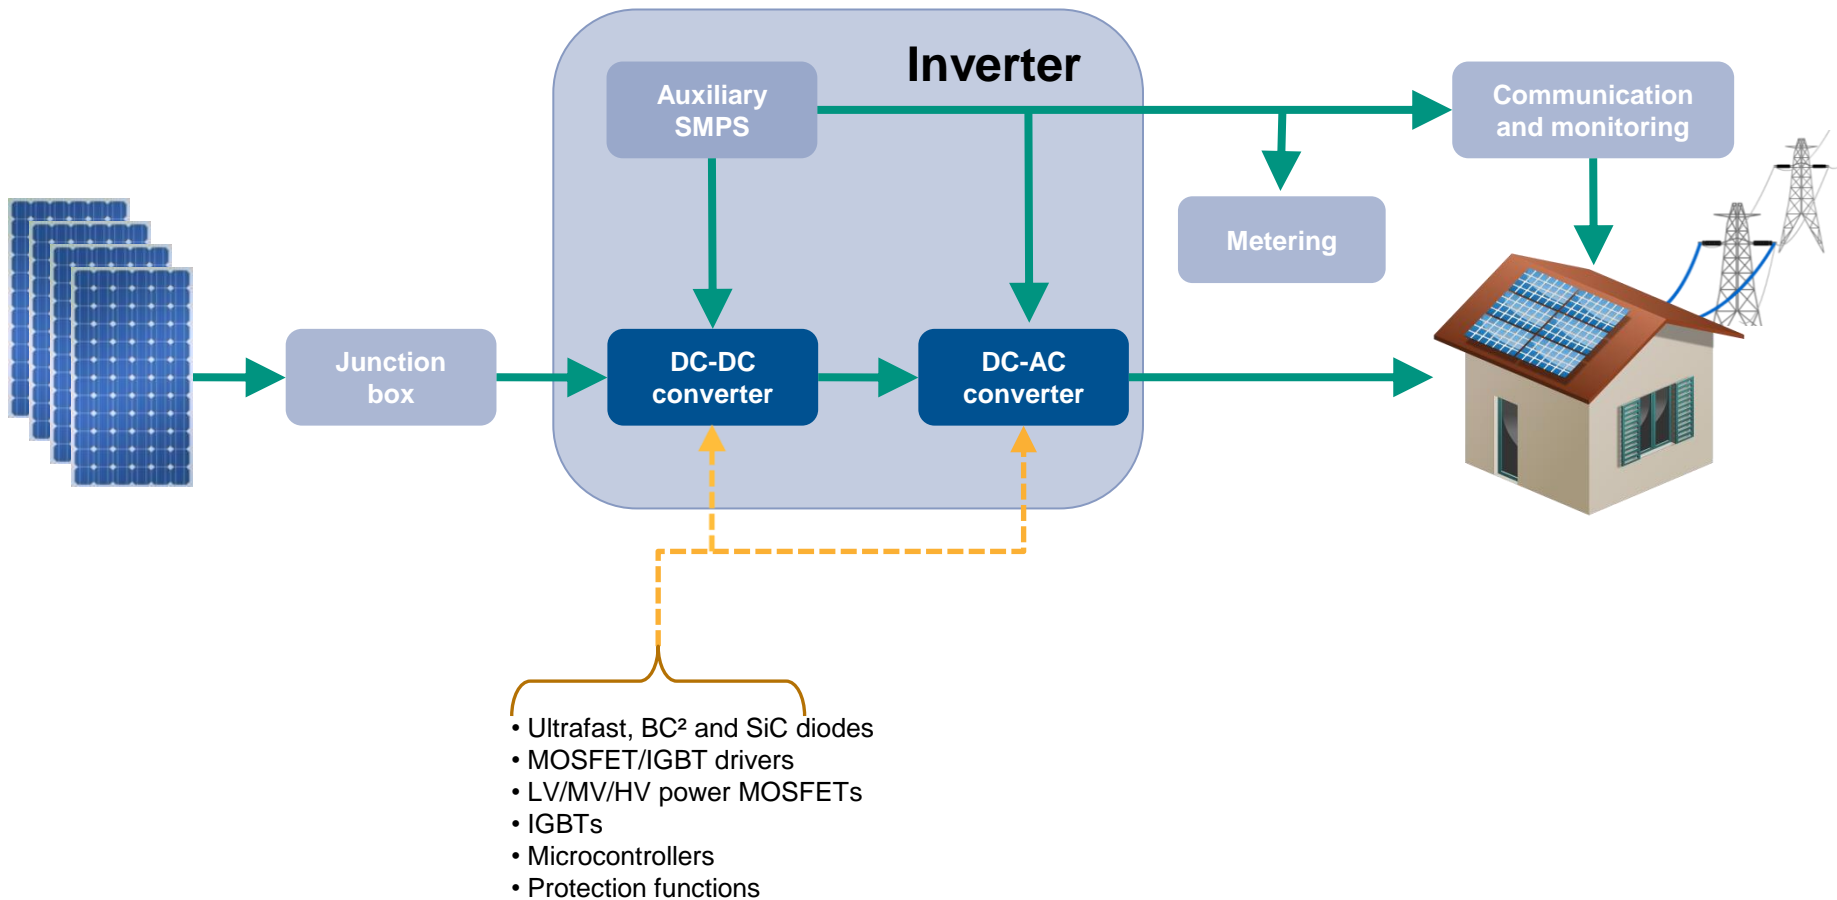 Inverter
Auxiliary
SMPS
Communication
and monitoring
Metering
Junction
box
DC-DC
converter
DC-AC
converter
• Ultrafast, BC² and SiC diodes
• MOSFET/IGBT drivers
• LV/MV/HV power MOSFETs
• IGBTs
• Microcontrollers
• Protection functions